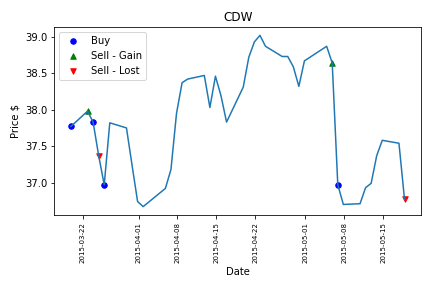 CDW
Buy
Sell - Gain
Sell - Lost
Price $
39.0
38.5
38.0
37.5
37.0
2015-03-22
2015-04-01
2015-04-08
2015-04-15
2015-04-22
2015-05-01
2015-05-08
2015-05-15
Date